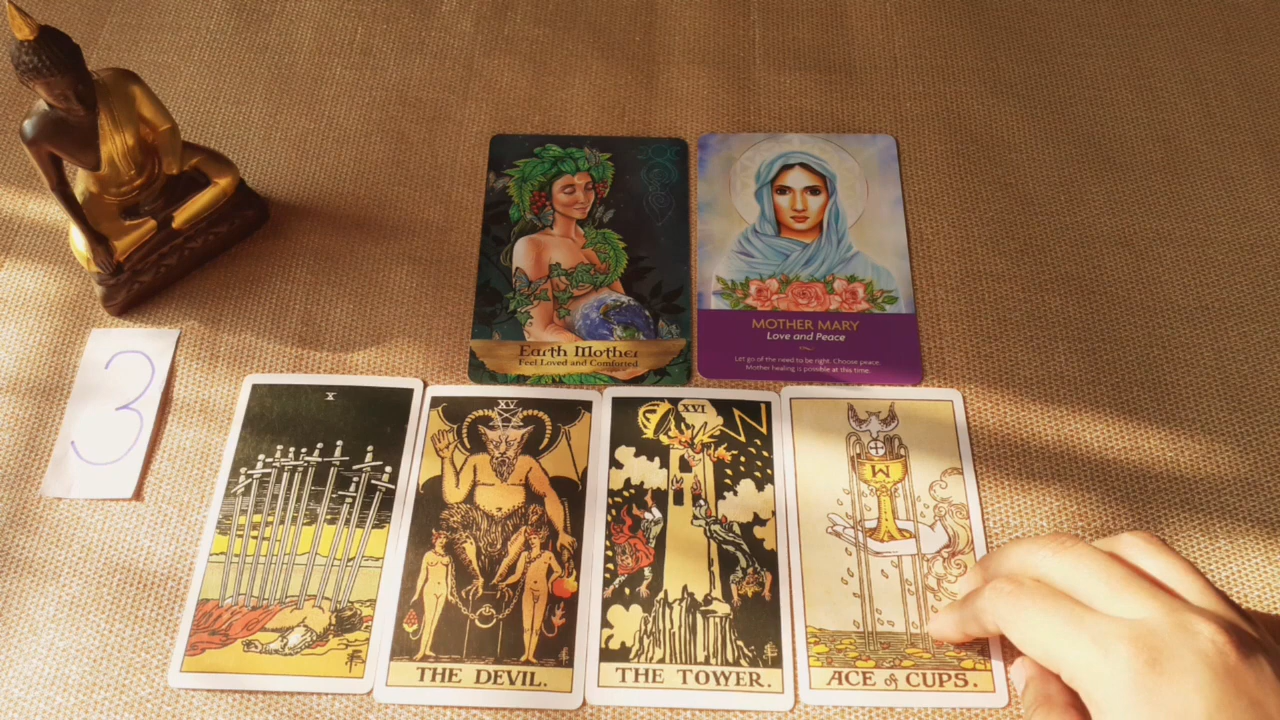 3
Earth Mother
Feel Loved and Comforted
MOTHER MARY
Love and Peace
Let go of the need to be right. Choose peace.
Mother healing is possible at this time.
X
XV
THE DEVIL.
XVI
THE TOWER.
W
ACE of CUPS.